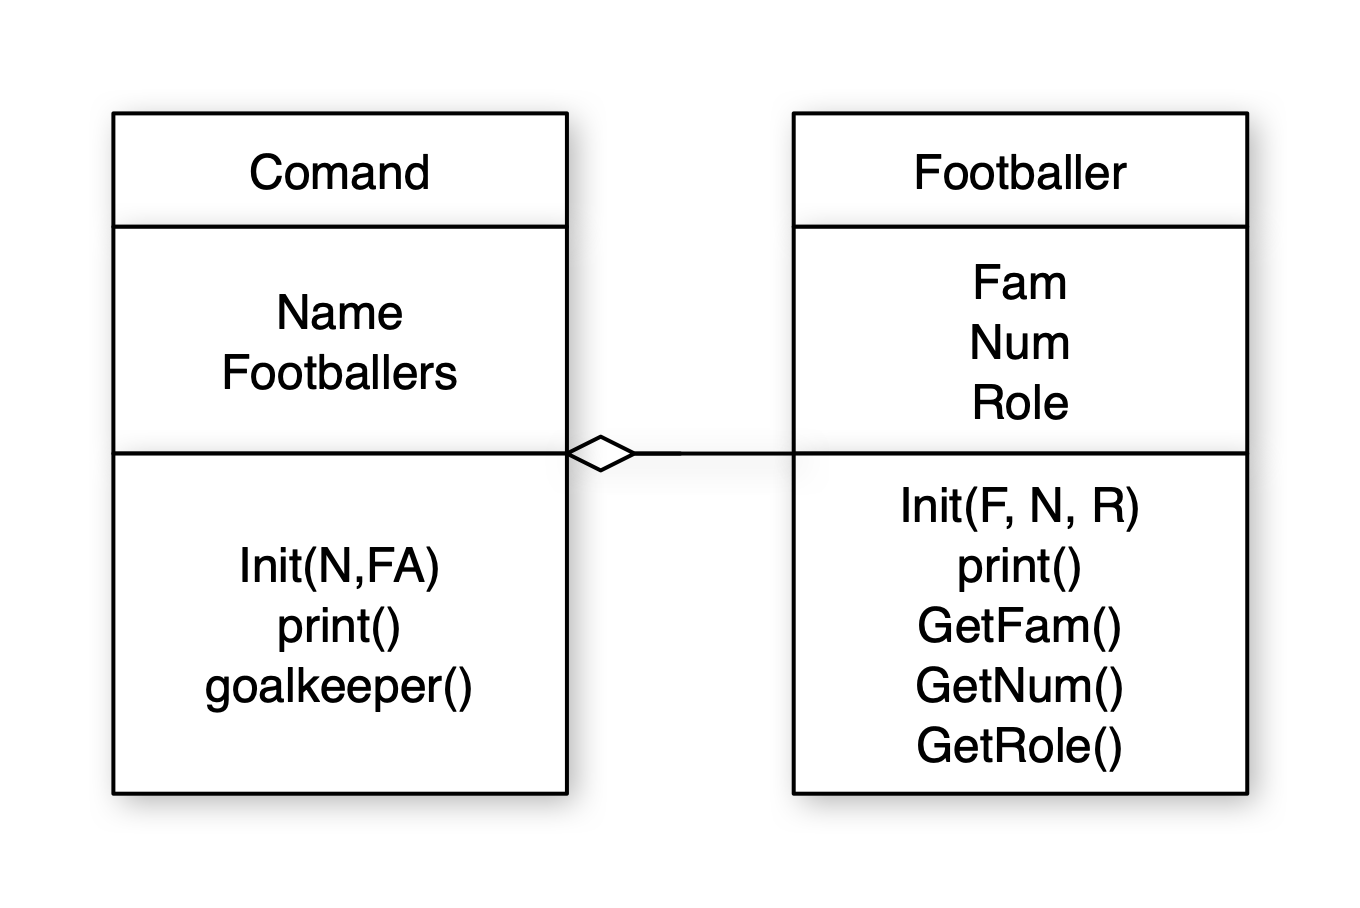 Comand
Name
Footballers
Init(N,FA)
print()
goalkeeper()
Footballer
Fam
Num
Role
Init(F, N, R)
print()
GetFam()
GetNum()
GetRole()